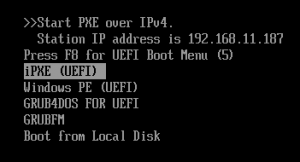 >>Start PXE over IPv4.
Station IP address is 192.168.11.187
Press F8 for UEFI Boot Menu (5)
iPXE (UEFI)
Windows PE (UEFI)
GRUB4DOS FOR UEFI
GRUBFM
Boot from Local Disk